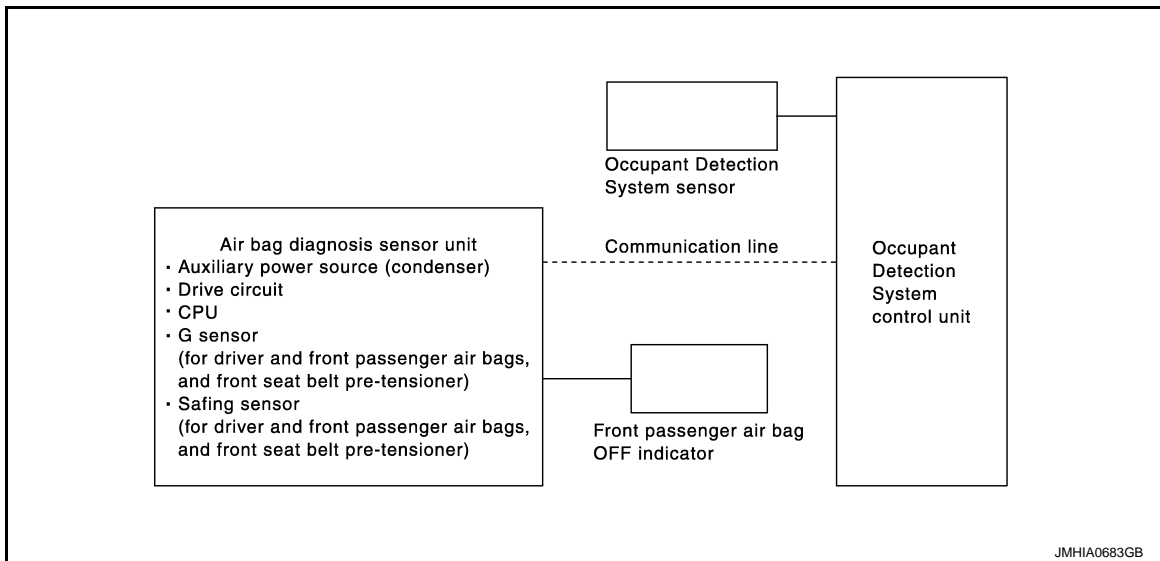 Occupant Detection
System sensor
Air bag diagnosis sensor unit
· Auxiliary power source (condenser)
· Drive circuit
· CPU
· G sensor
(for driver and front passenger air bags,
and front seat belt pre-tensioner)
· Safing sensor
(for driver and front passenger air bags,
and front seat belt pre-tensioner)
Communication line
Occupant
Detection
System
control unit
Front passenger air bag
OFF indicator
JMHIA0683GB